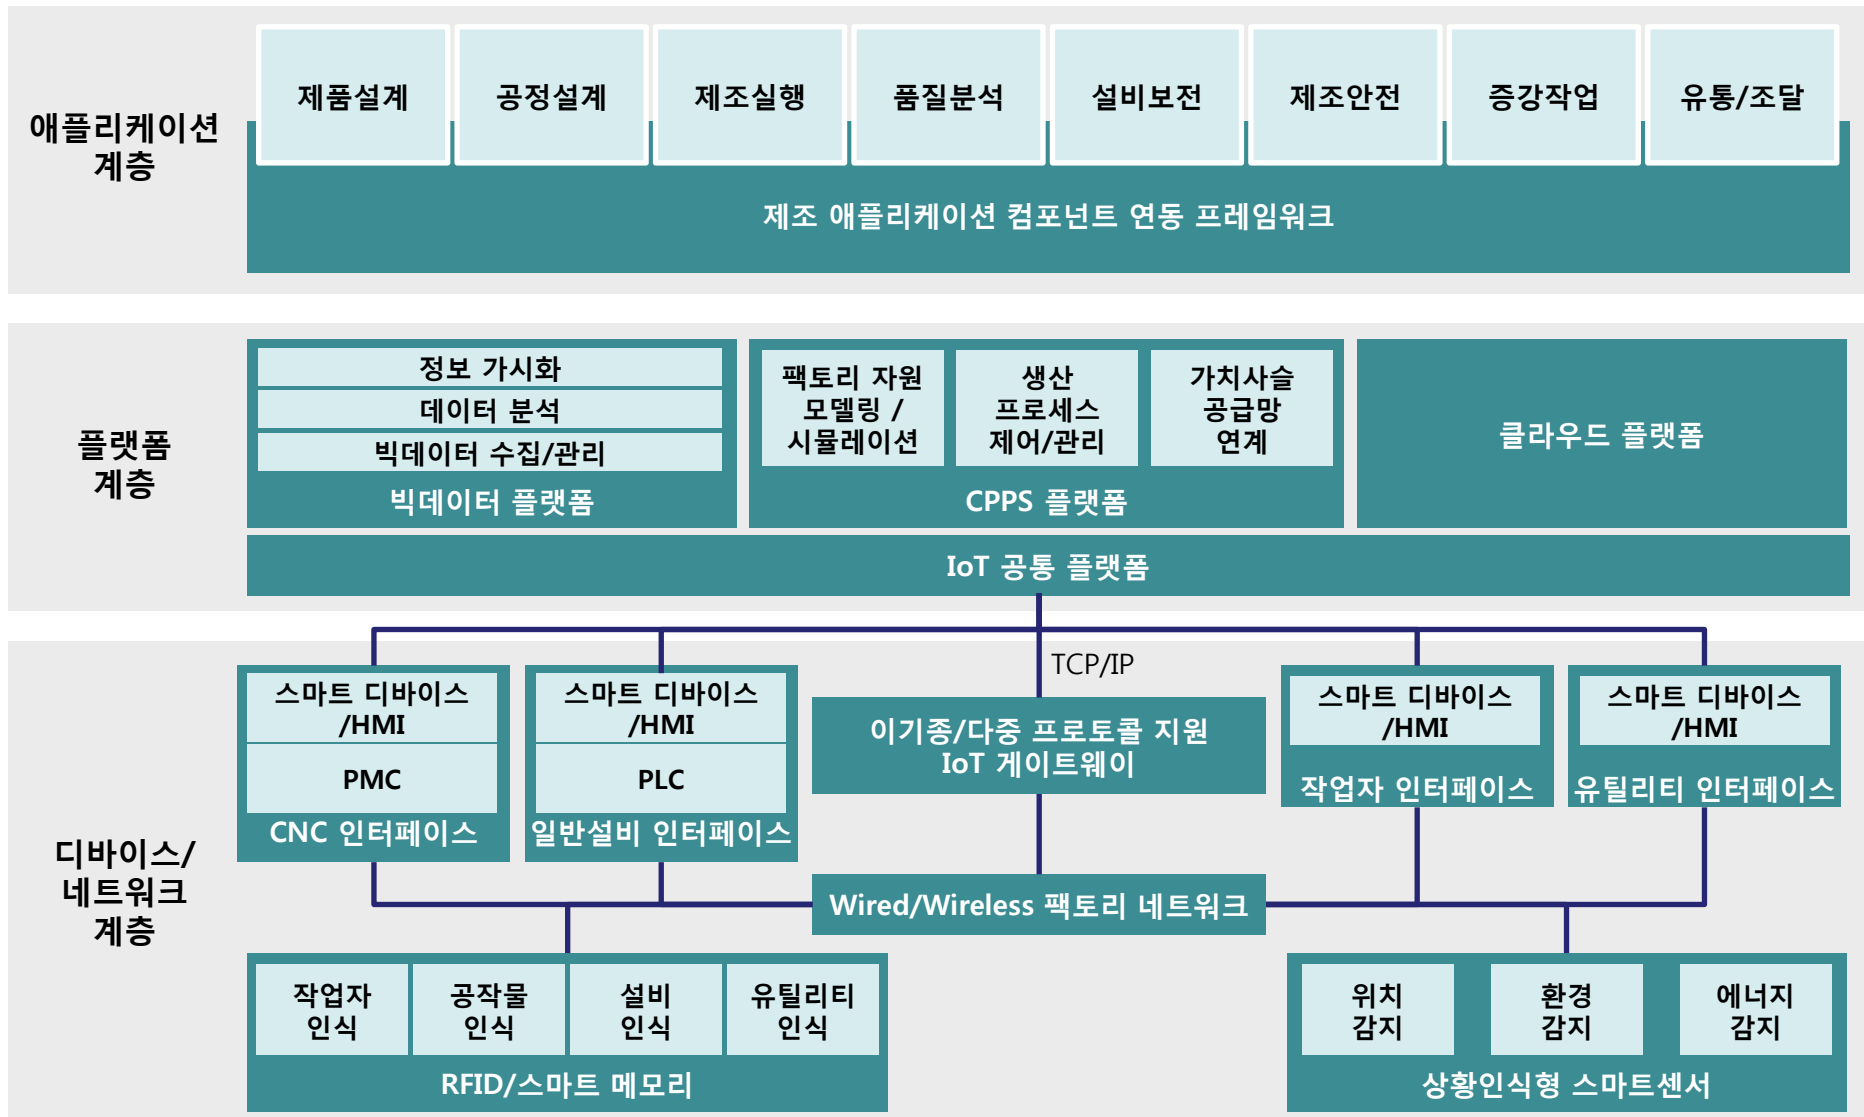 애플리케이션
계층
제품설계
공정설계
제조실행
품질분석
설비보전
제조안전
증강작업
유통/조달
제조 애플리케이션 컴포넌트 연동 프레임워크
플랫폼
계층
정보 가시화
데이터 분석
빅데이터 수집/관리
빅데이터 플랫폼
팩토리 자원
모델링 /
시뮬레이션
생산
프로세스
제어/관리
가치사슬
공급망
연계
CPPS 플랫폼
클라우드 플랫폼
IoT 공통 플랫폼
디바이스/
네트워크
계층
TCP/IP
스마트 디바이스
/HMI
PMC
CNC 인터페이스
스마트 디바이스
/HMI
PLC
일반설비 인터페이스
이기종/다중 프로토콜 지원
IoT 게이트웨이
스마트 디바이스
/HMI
작업자 인터페이스
스마트 디바이스
/HMI
유틸리티 인터페이스
Wired/Wireless 팩토리 네트워크
작업자
인식
공작물
인식
설비
인식
유틸리티
인식
RFID/스마트 메모리
위치
감지
환경
감지
에너지
감지
상황인식형 스마트센서